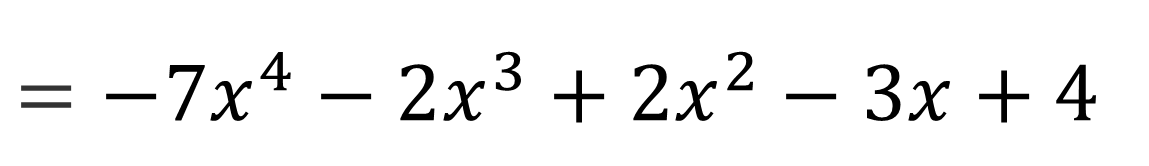 = −7x⁴ − 2x³ + 2x² − 3x + 4